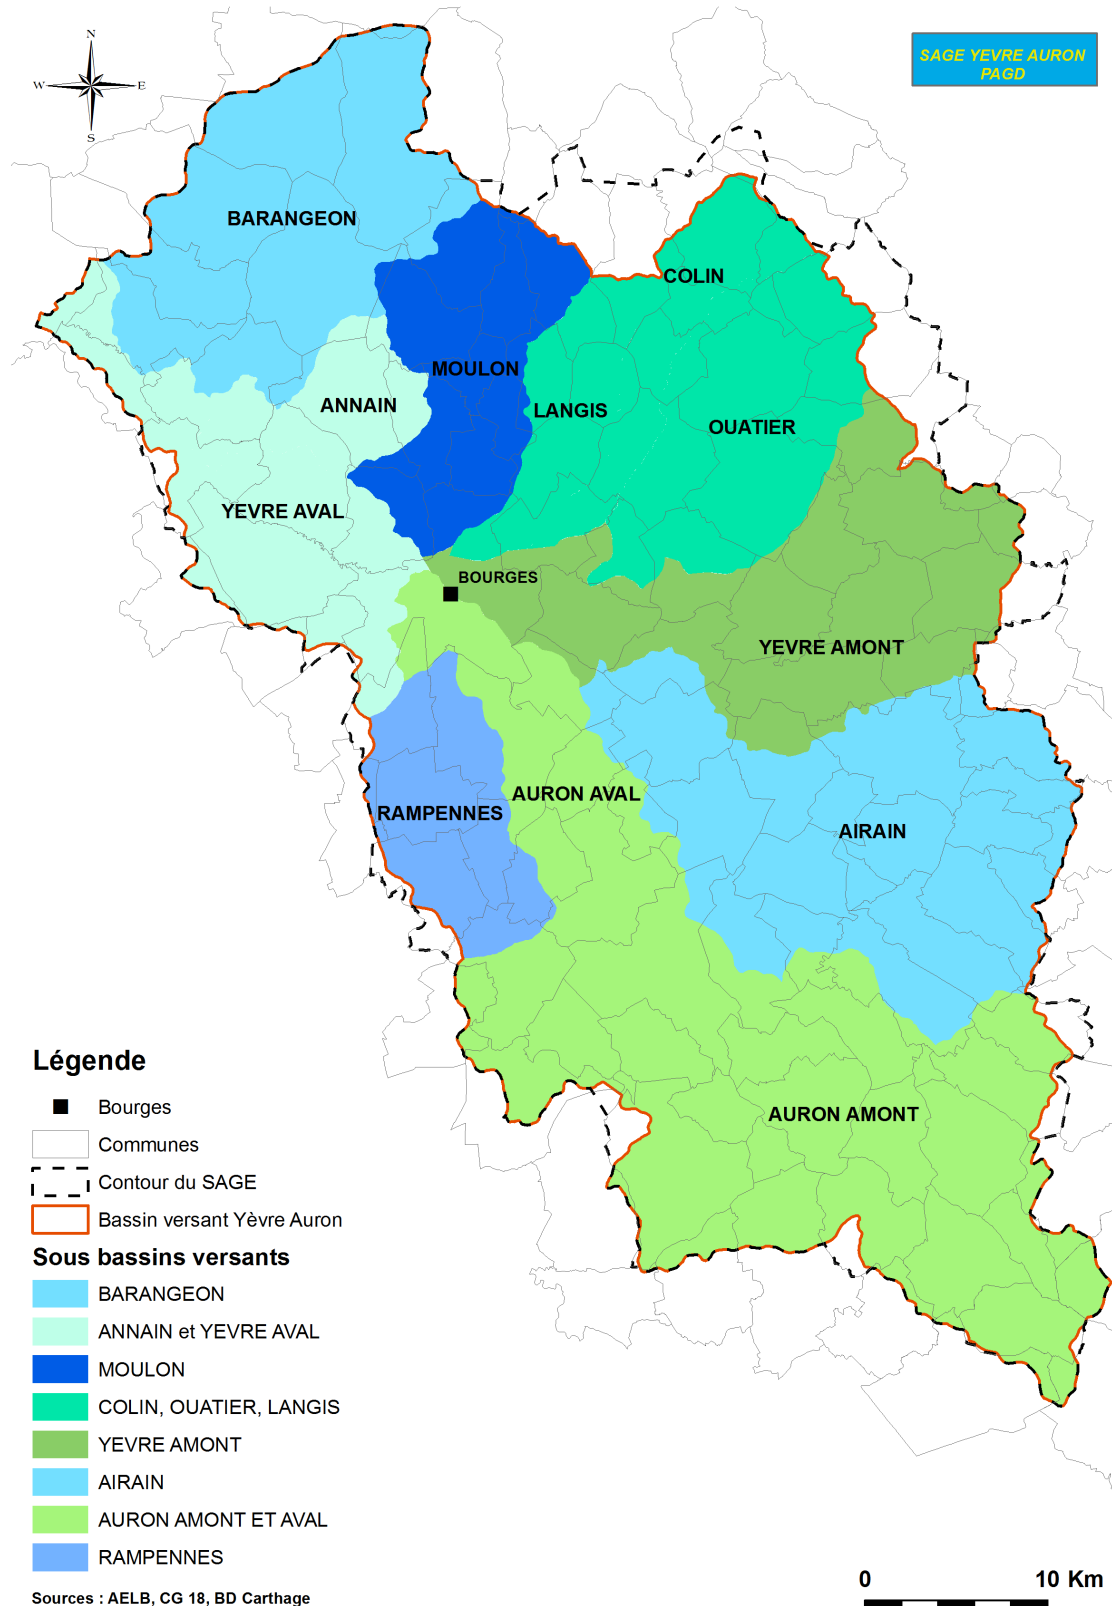 N
W
E
S
SAGE YEVRE AURON
PAGD
BARANGEON
COLIN
MOULON
ANNAIN
LANGIS
OUATIER
YEVRE AVAL
BOURGES
YEVRE AMONT
AURON AVAL
RAMPENNES
AIRAIN
AURON AMONT
Légende
Bourges
Communes
Contour du SAGE
Bassin versant Yèvre Auron
Sous bassins versants
BARANGEON
ANNAIN et YEVRE AVAL
MOULON
COLIN, OUATIER, LANGIS
YEVRE AMONT
AIRAIN
AURON AMONT ET AVAL
RAMPENNES
Sources : AELB, CG 18, BD Carthage
0 10 Km